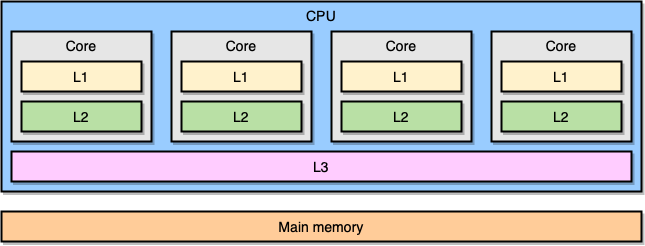 CPU
Core Core Core Core
L1 L1 L1 L1
L2 L2 L2 L2
L3
Main memory